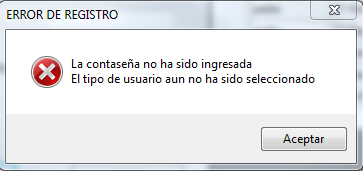 ERROR DE REGISTRO
La contaseña no ha sido ingresada
El tipo de usuario aun no ha sido seleccionado
Aceptar